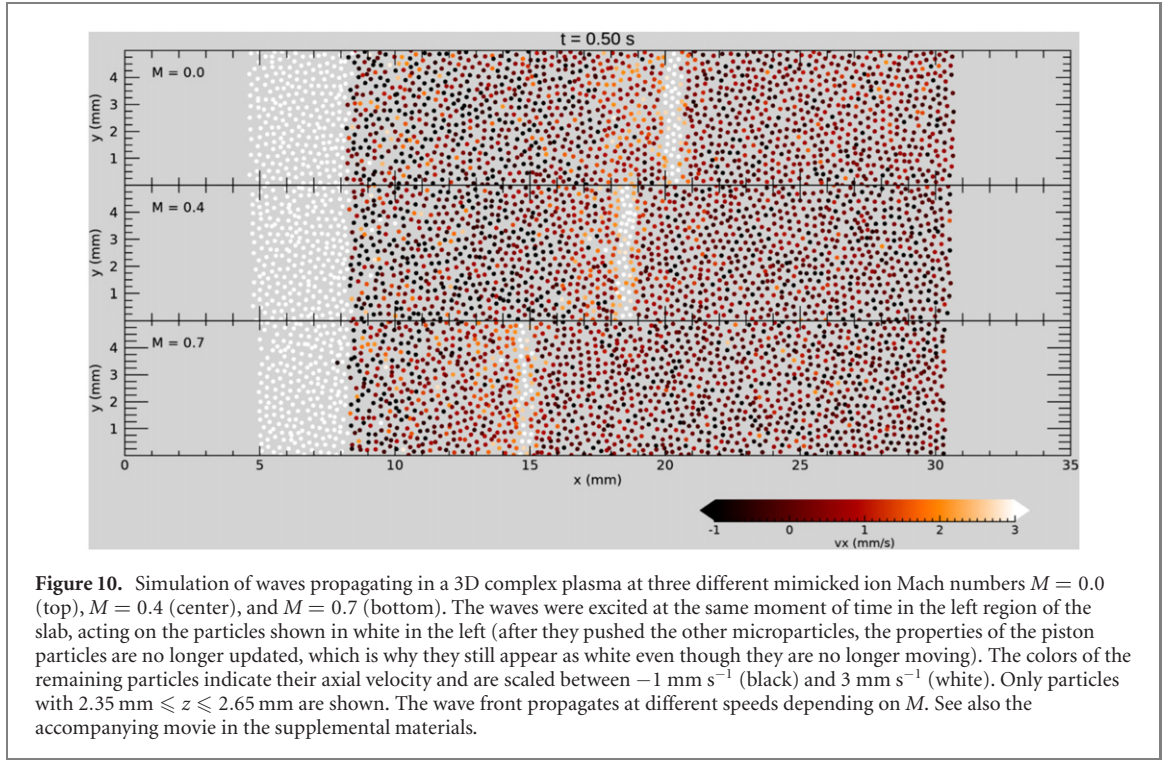 t = 0.50 s
M = 0.0
4
3
2
1
y (mm)
M = 0.4
4
3
2
1
y (mm)
M = 0.7
4
3
2
1
y (mm)
0 5 10 15 20 25 30 35
x (mm)
-1 0 1 2 3
vx (mm/s)
Figure 10. Simulation of waves propagating in a 3D complex plasma at three different mimicked ion Mach numbers M = 0.0
(top), M = 0.4 (center), and M = 0.7 (bottom). The waves were excited at the same moment of time in the left region of the
slab, acting on the particles shown in white in the left (after they pushed the other microparticles, the properties of the piston
particles are no longer updated, which is why they still appear as white even though they are no longer moving). The colors of the
remaining particles indicate their axial velocity and are scaled between −1 mm s⁻¹ (black) and 3 mm s⁻¹ (white). Only particles
with 2.35 mm ⩽ z ⩽ 2.65 mm are shown. The wave front propagates at different speeds depending on M. See also the
accompanying movie in the supplemental materials.